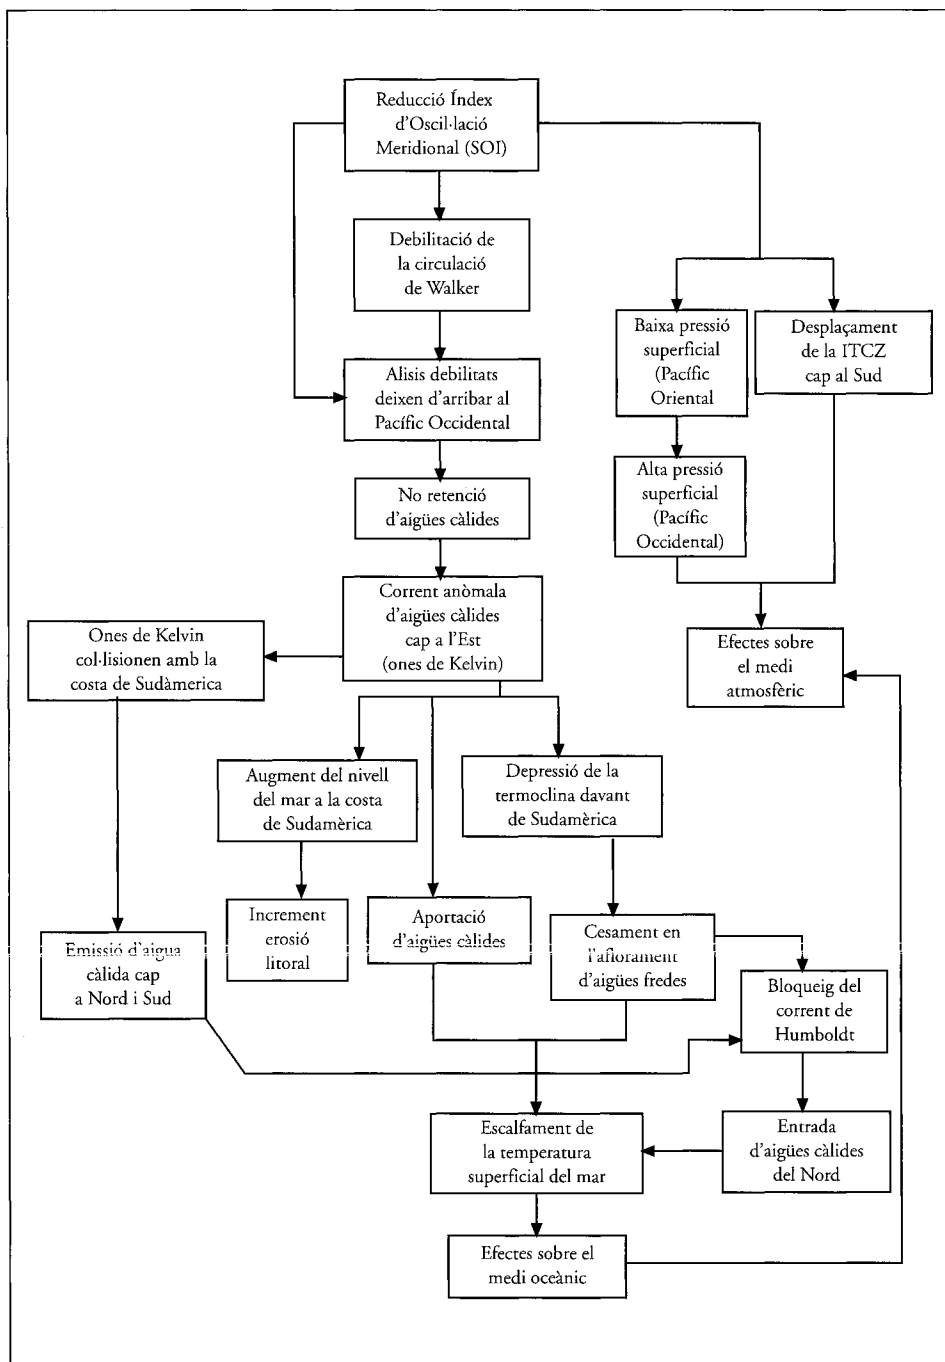 Reducció Índex
d'Oscil·lació
Meridional (SOI)
Debilitació de
la circulació
de Walker
Baixa pressió
superficial
(Pacífic
Oriental
Desplaçament
de la ITCZ
cap al Sud
Alisis debilitats
deixen d'arribar al
Pacífic Occidental
Alta pressió
superficial
(Pacífic
Occidental)
No retenció
d'aigües càlides
Corrent anòmala
d'aigües càlides
cap a l'Est
(ones de Kelvin)
Ones de Kelvin
col·lisionen amb la
costa de Sudàmerica
Efectes sobre
el medi
atmosfèric
Augment del nivell
del mar a la costa
de Sudamèrica
Depressió de la
termoclina davant
de Sudamèrica
Increment
erosió
litoral
Aportació
d'aigües càlides
Cesament en
l'aflorament
d'aigües fredes
Emissió d'aigua
càlida cap
a Nord i Sud
Bloqueig del
corrent de
Humboldt
Escalfament de
la temperatura
superficial del mar
Entrada
d'aigües càlides
del Nord
Efectes sobre el
medi oceànic